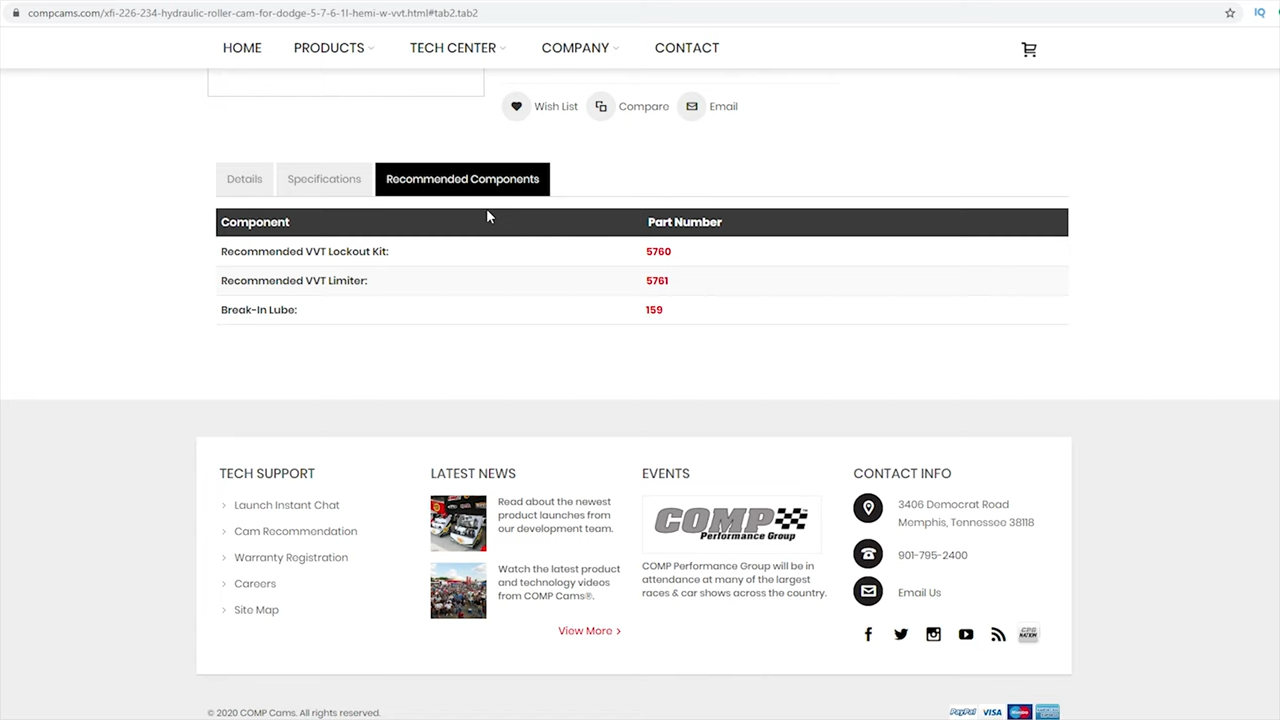 compcams.com/xfi-226-234-hydraulic-roller-cam-for-dodge-5-7-6-1l-hemi-w-vvt.html#tab2.tab2
IQ
HOME PRODUCTS TECH CENTER COMPANY CONTACT
Wish List Compare Email
Details Specifications Recommended Components
Component Part Number
Recommended VVT Lockout Kit: 5760
Recommended VVT Limiter: 5761
Break-In Lube: 159
TECH SUPPORT
Launch Instant Chat
Cam Recommendation
Warranty Registration
Careers
Site Map
LATEST NEWS
Read about the newest
product launches from
our development team.
Watch the latest product
and technology videos
from COMP Cams®.
View More >
EVENTS
COMP
Performance Group
COMP Performance Group will be in
attendance at many of the largest
races & car shows across the country.
CONTACT INFO
3406 Democrat Road
Memphis, Tennessee 38118
901-795-2400
Email Us
CPG
NATION
© 2020 COMP Cams. All rights reserved.
PayPal VISA